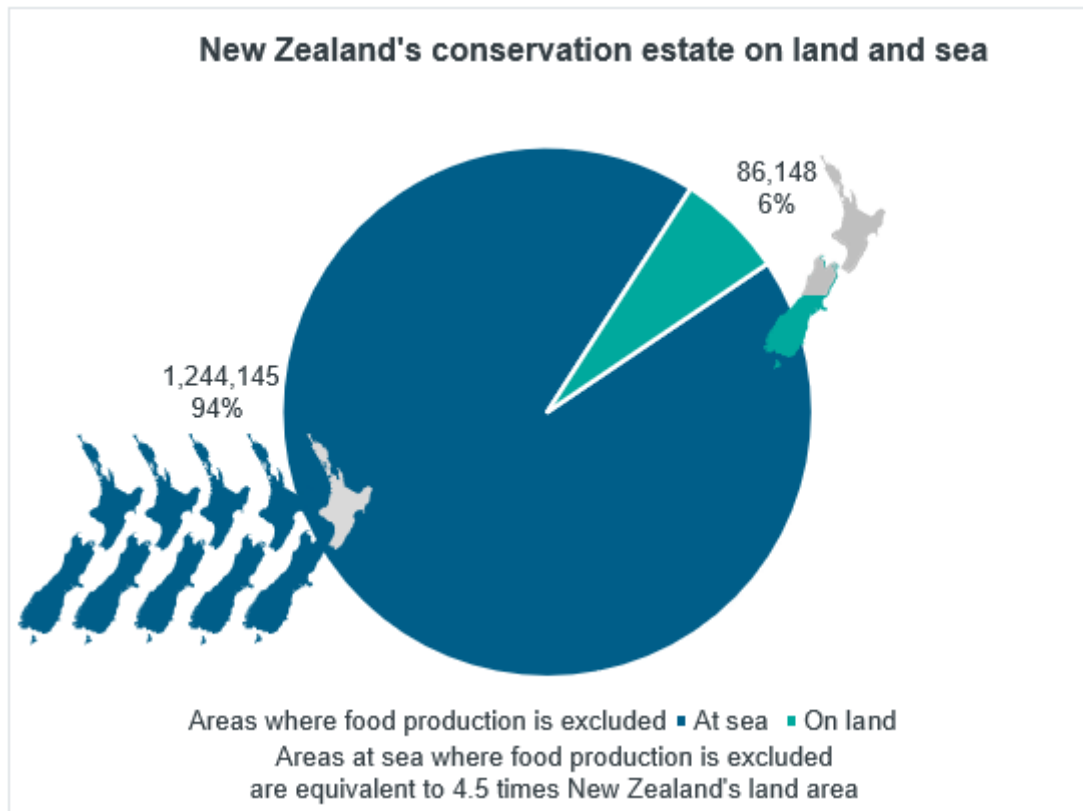 New Zealand's conservation estate on land and sea
86,148
6%
1,244,145
94%
Areas where food production is excluded At sea On land
Areas at sea where food production is excluded
are equivalent to 4.5 times New Zealand's land area